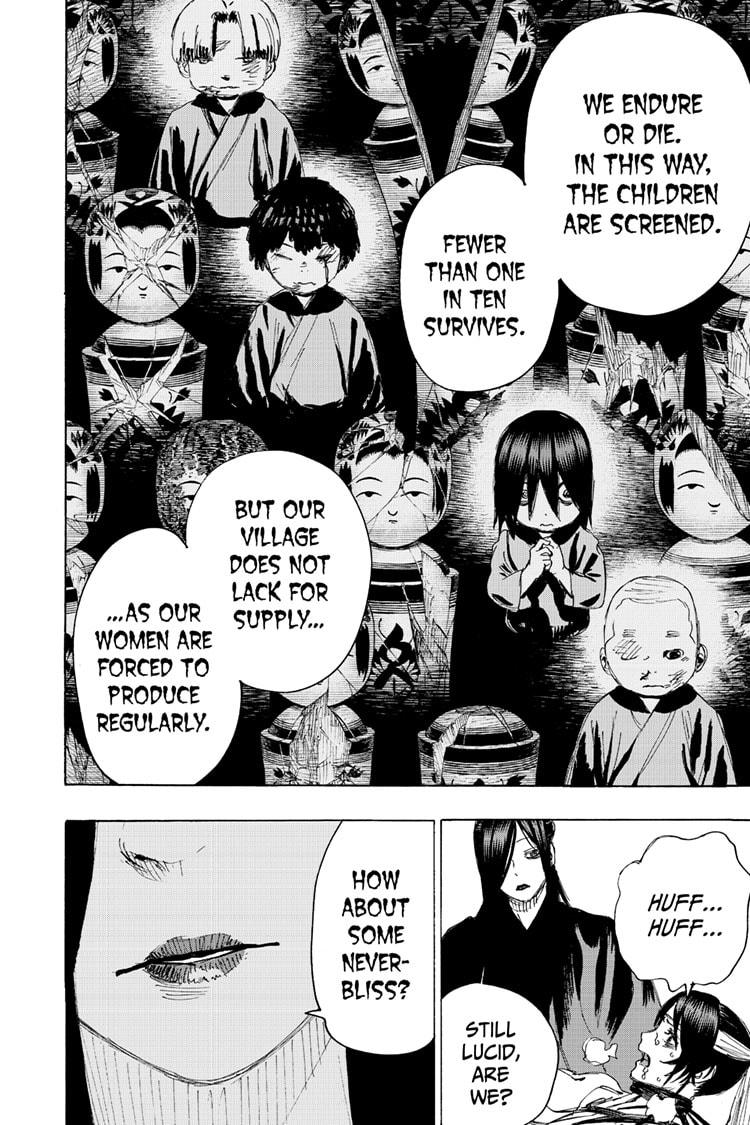 WE ENDURE
OR DIE.
IN THIS WAY,
THE CHILDREN
ARE SCREENED.
FEWER
THAN ONE
IN TEN
SURVIVES.
BUT OUR
VILLAGE
DOES NOT
LACK FOR
SUPPLY...
...AS OUR
WOMEN ARE
FORCED TO
PRODUCE
REGULARLY.
HOW
ABOUT
SOME
NEVER-
BLISS?
HUFF...
HUFF...
STILL
LUCID,
ARE
WE?